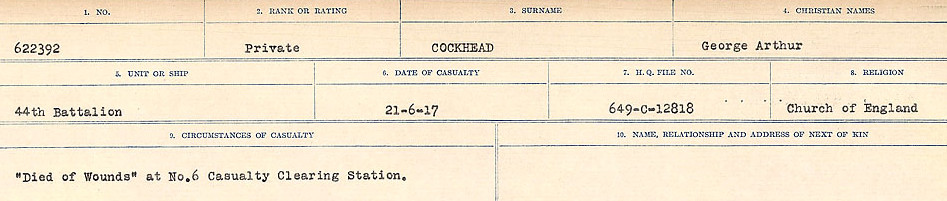 1. NO. 2. RANK OR RATING 3. SURNAME 4. CHRISTIAN NAMES
622392 Private COCKHEAD George Arthur
5. UNIT OR SHIP 6. DATE OF CASUALTY 7. H. Q. FILE NO. 8. RELIGION
44th Battalion 21-6-17 649-C-12818 Church of England
9. CIRCUMSTANCES OF CASUALTY 10. NAME, RELATIONSHIP AND ADDRESS OF NEXT OF KIN
"Died of Wounds" at No.6 Casualty Clearing Station.